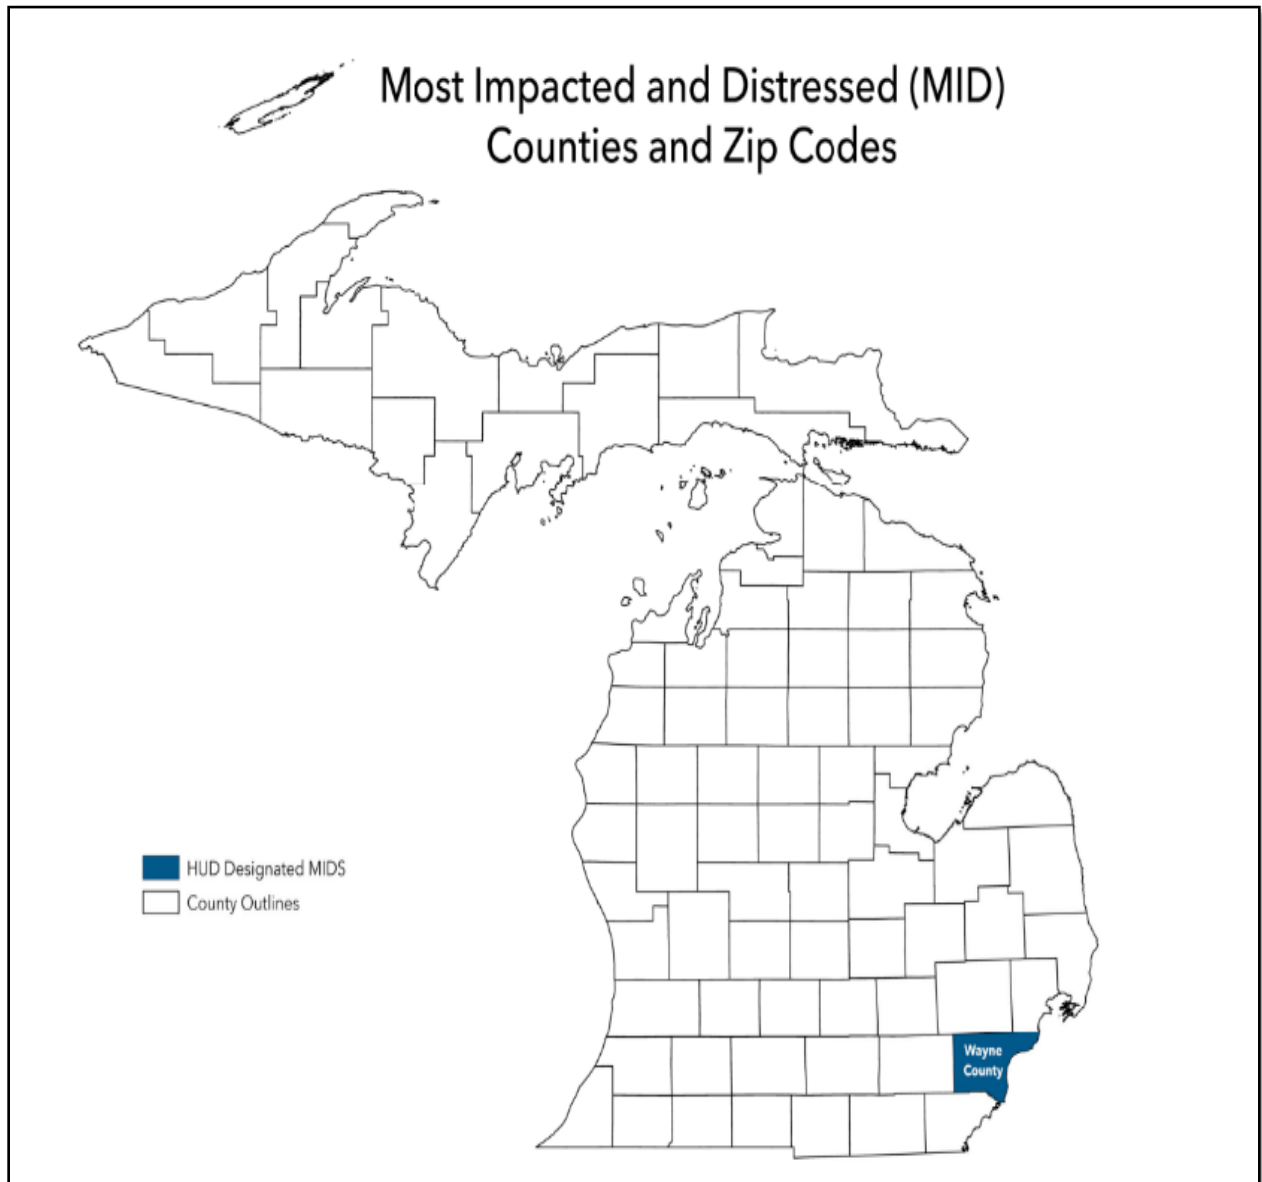 Most Impacted and Distressed (MID)
Counties and Zip Codes
HUD Designated MIDS
County Outlines
Wayne
County